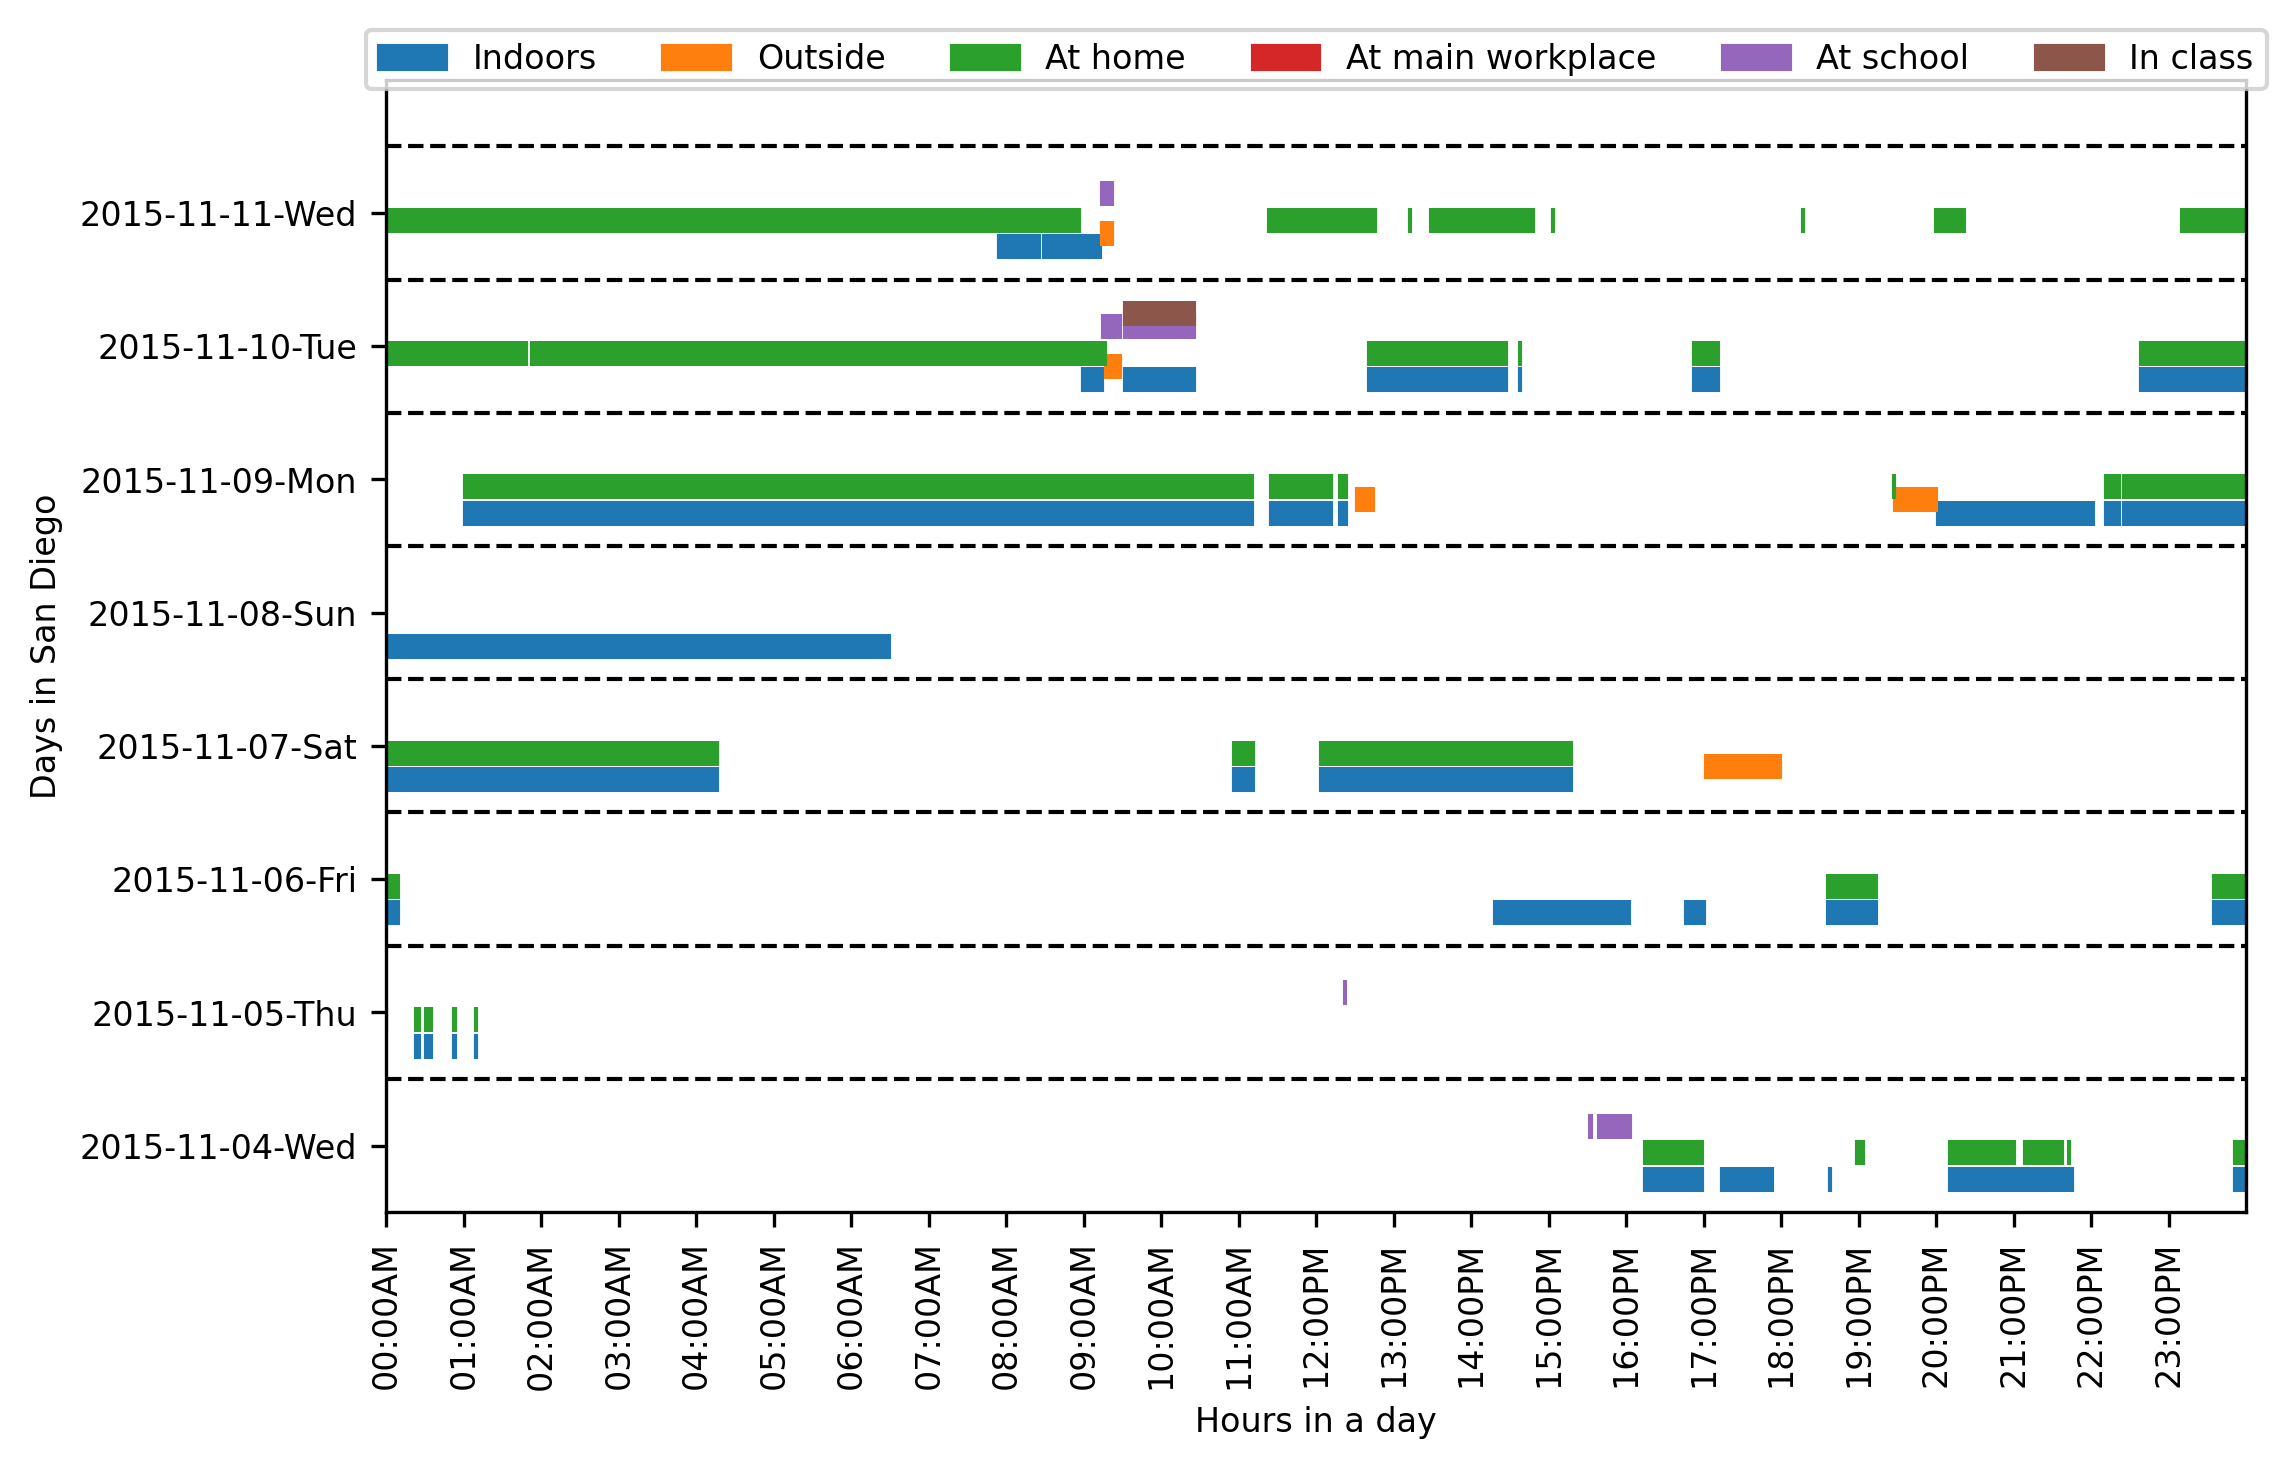 Indoors Outside At home At main workplace At school In class
Days in San Diego
2015-11-11-Wed
2015-11-10-Tue
2015-11-09-Mon
2015-11-08-Sun
2015-11-07-Sat
2015-11-06-Fri
2015-11-05-Thu
2015-11-04-Wed
00:00AM
01:00AM
02:00AM
03:00AM
04:00AM
05:00AM
06:00AM
07:00AM
08:00AM
09:00AM
10:00AM
11:00AM
12:00PM
13:00PM
14:00PM
15:00PM
16:00PM
17:00PM
18:00PM
19:00PM
20:00PM
21:00PM
22:00PM
23:00PM
Hours in a day